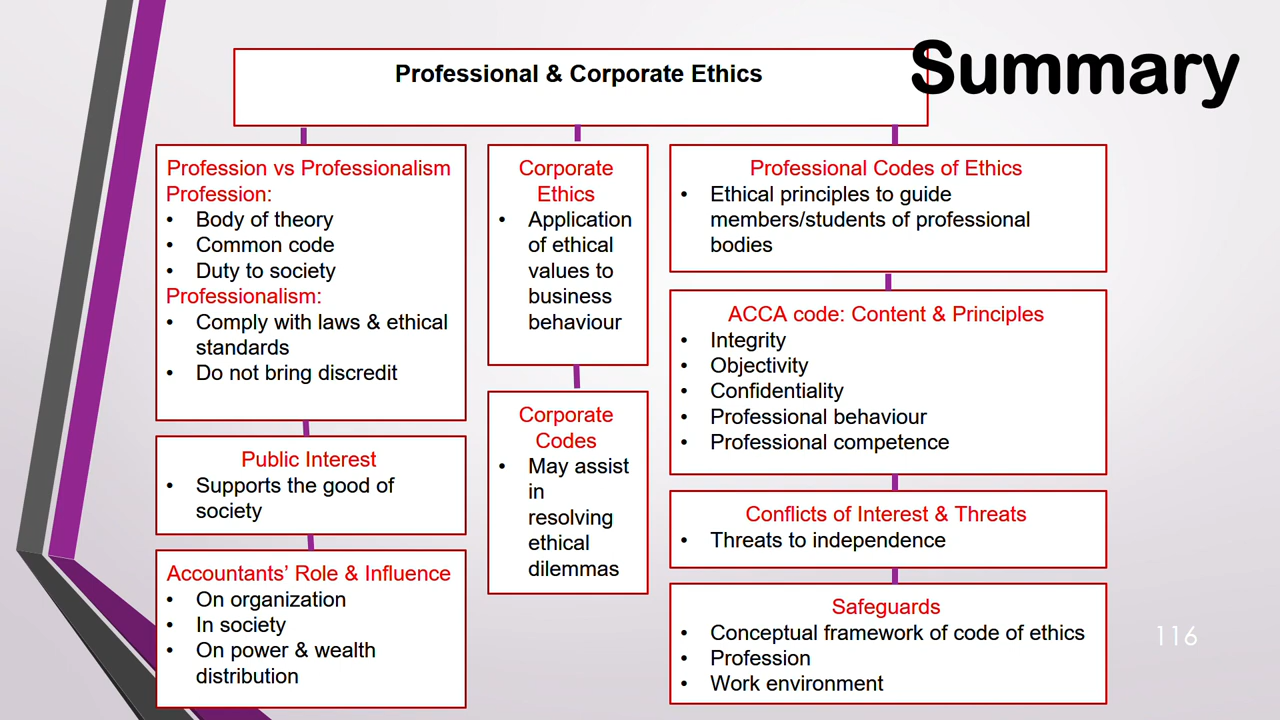 Summary
Professional & Corporate Ethics
Profession vs Professionalism
Profession:
• Body of theory
• Common code
• Duty to society
Professionalism:
• Comply with laws & ethical
standards
• Do not bring discredit
Public Interest
• Supports the good of
society
Accountants’ Role & Influence
• On organization
• In society
• On power & wealth
distribution
Corporate
Ethics
• Application
of ethical
values to
business
behaviour
Corporate
Codes
• May assist
in
resolving
ethical
dilemmas
Professional Codes of Ethics
• Ethical principles to guide
members/students of professional
bodies
ACCA code: Content & Principles
• Integrity
• Objectivity
• Confidentiality
• Professional behaviour
• Professional competence
Conflicts of Interest & Threats
• Threats to independence
Safeguards
• Conceptual framework of code of ethics
• Profession
• Work environment
116